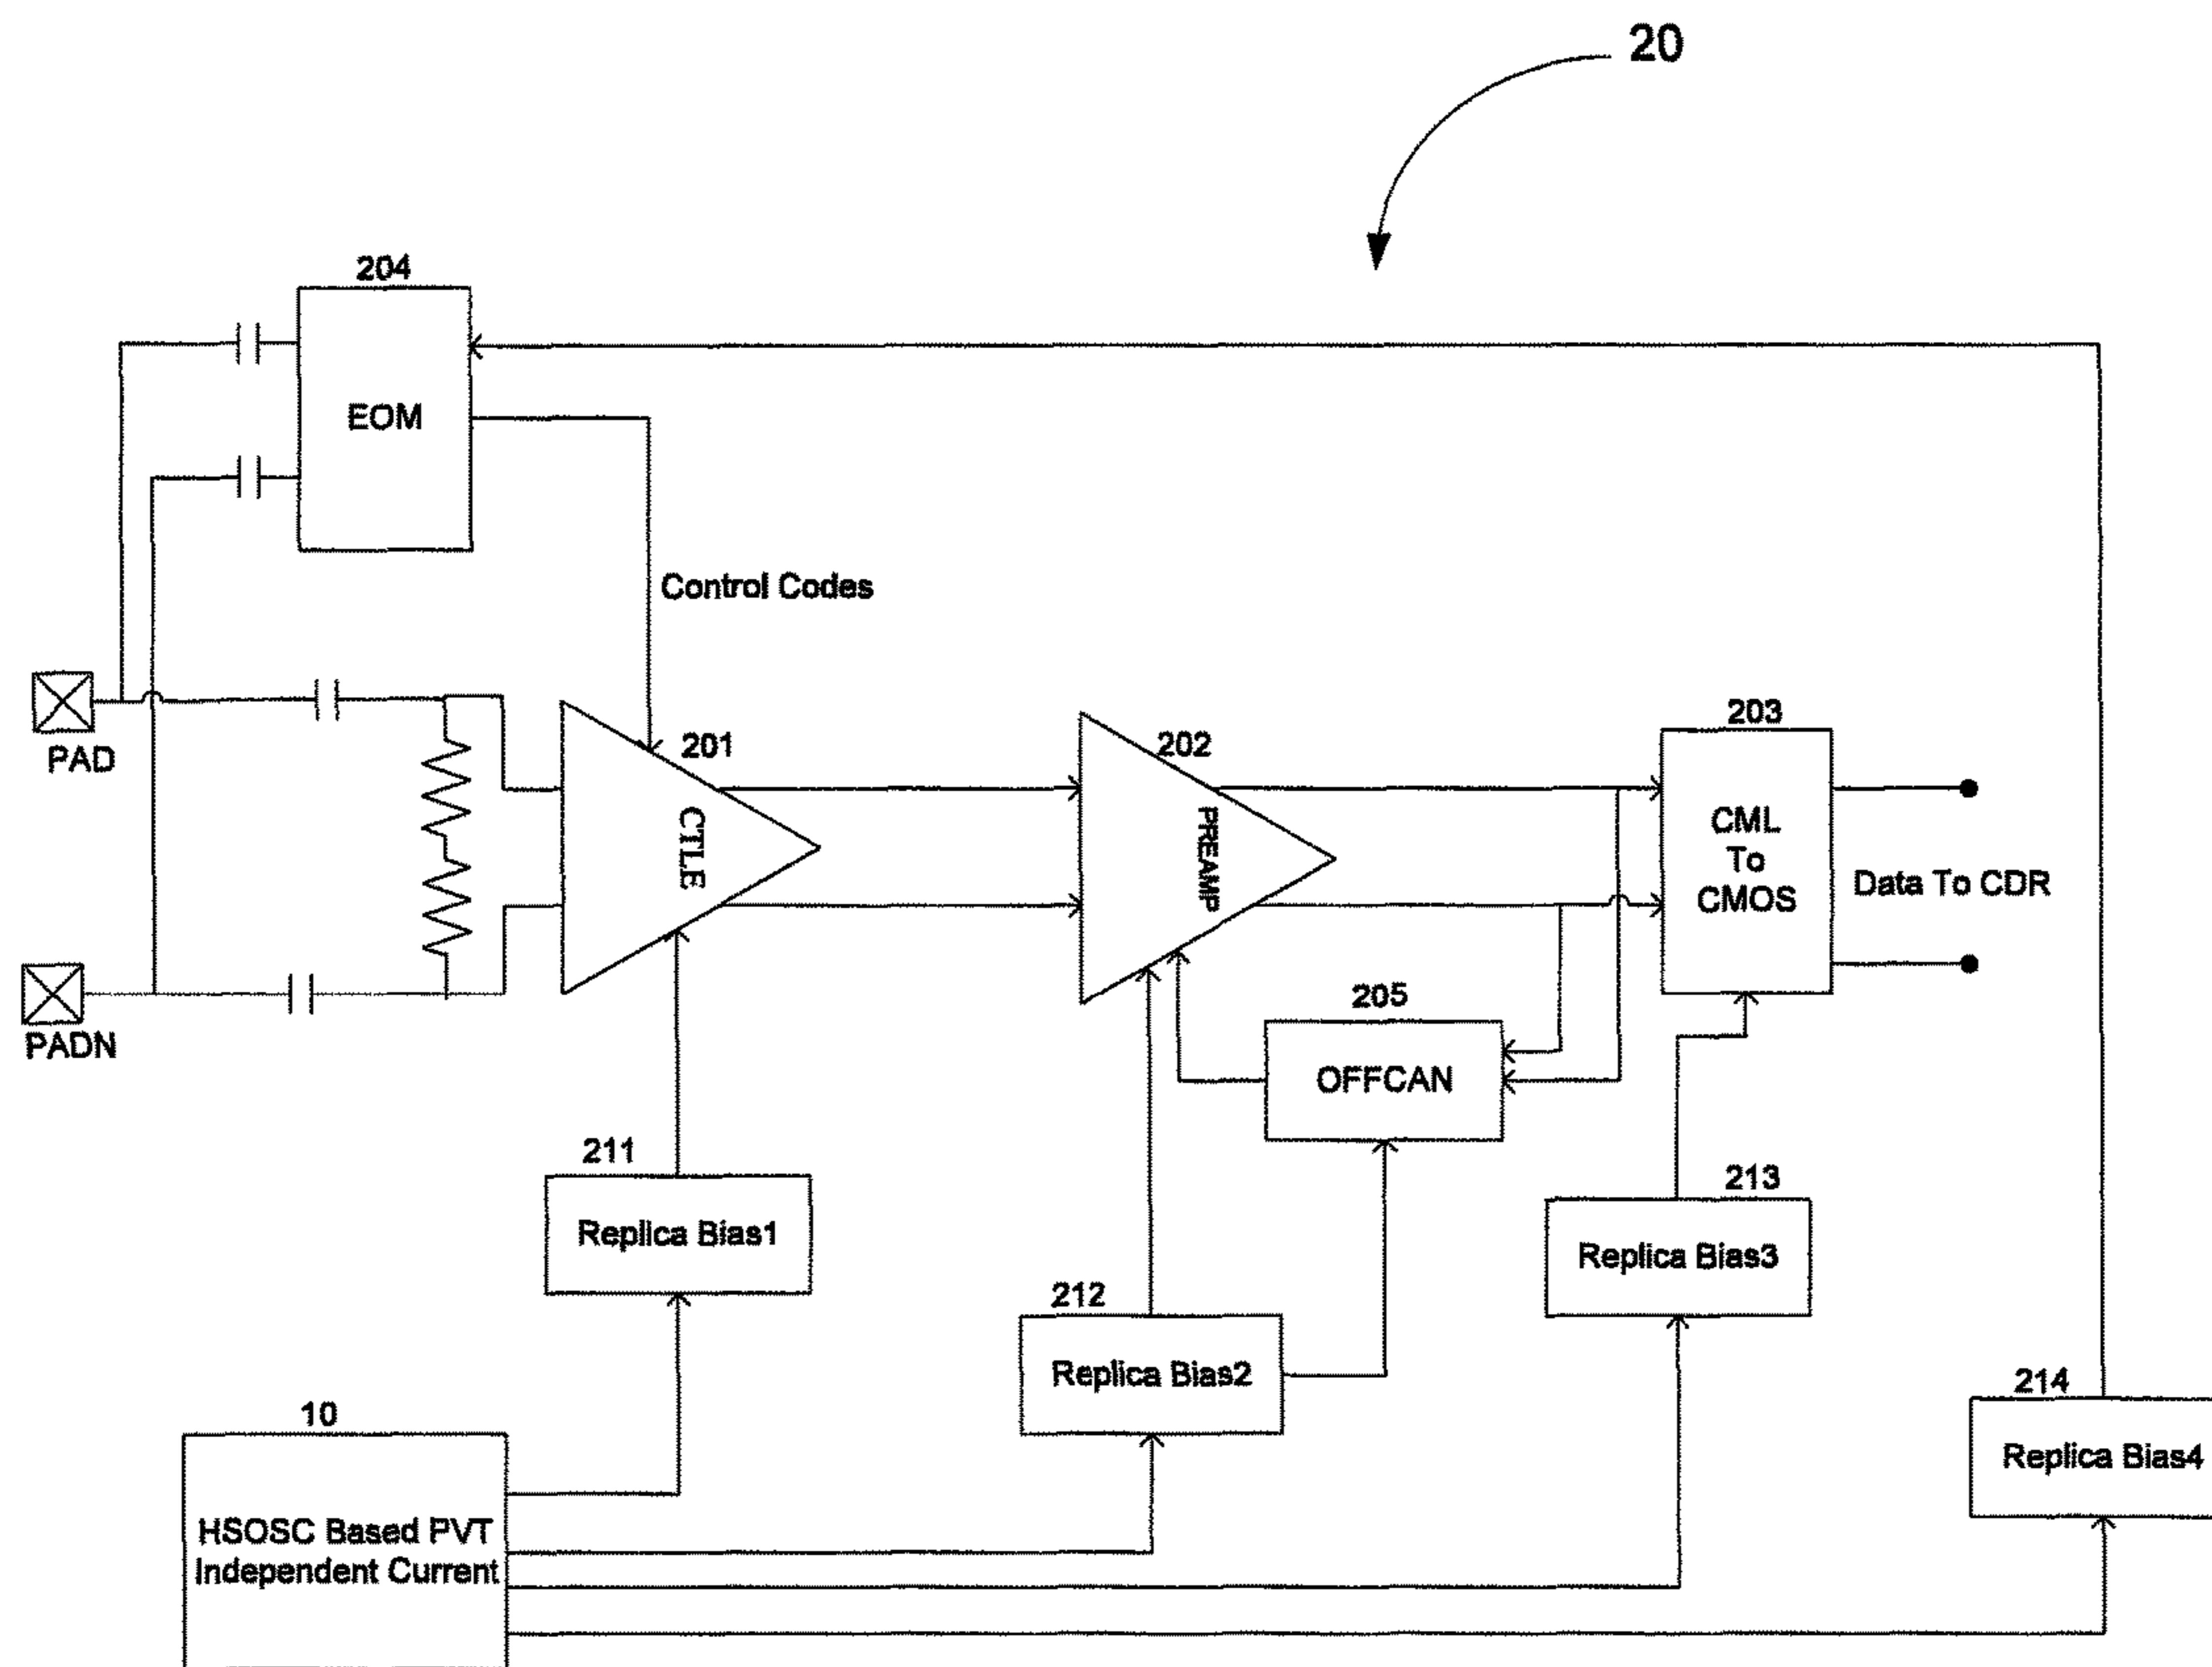 20
204
EOM
Control Codes
PAD
201
CTLE
202
PREAMP
203
CML
To
CMOS
Data To CDR
PADN
205
OFFCAN
211
Replica Bias1
213
Replica Bias3
212
Replica Bias2
214
Replica Bias4
10
HSOSC Based PVT
Independent Current